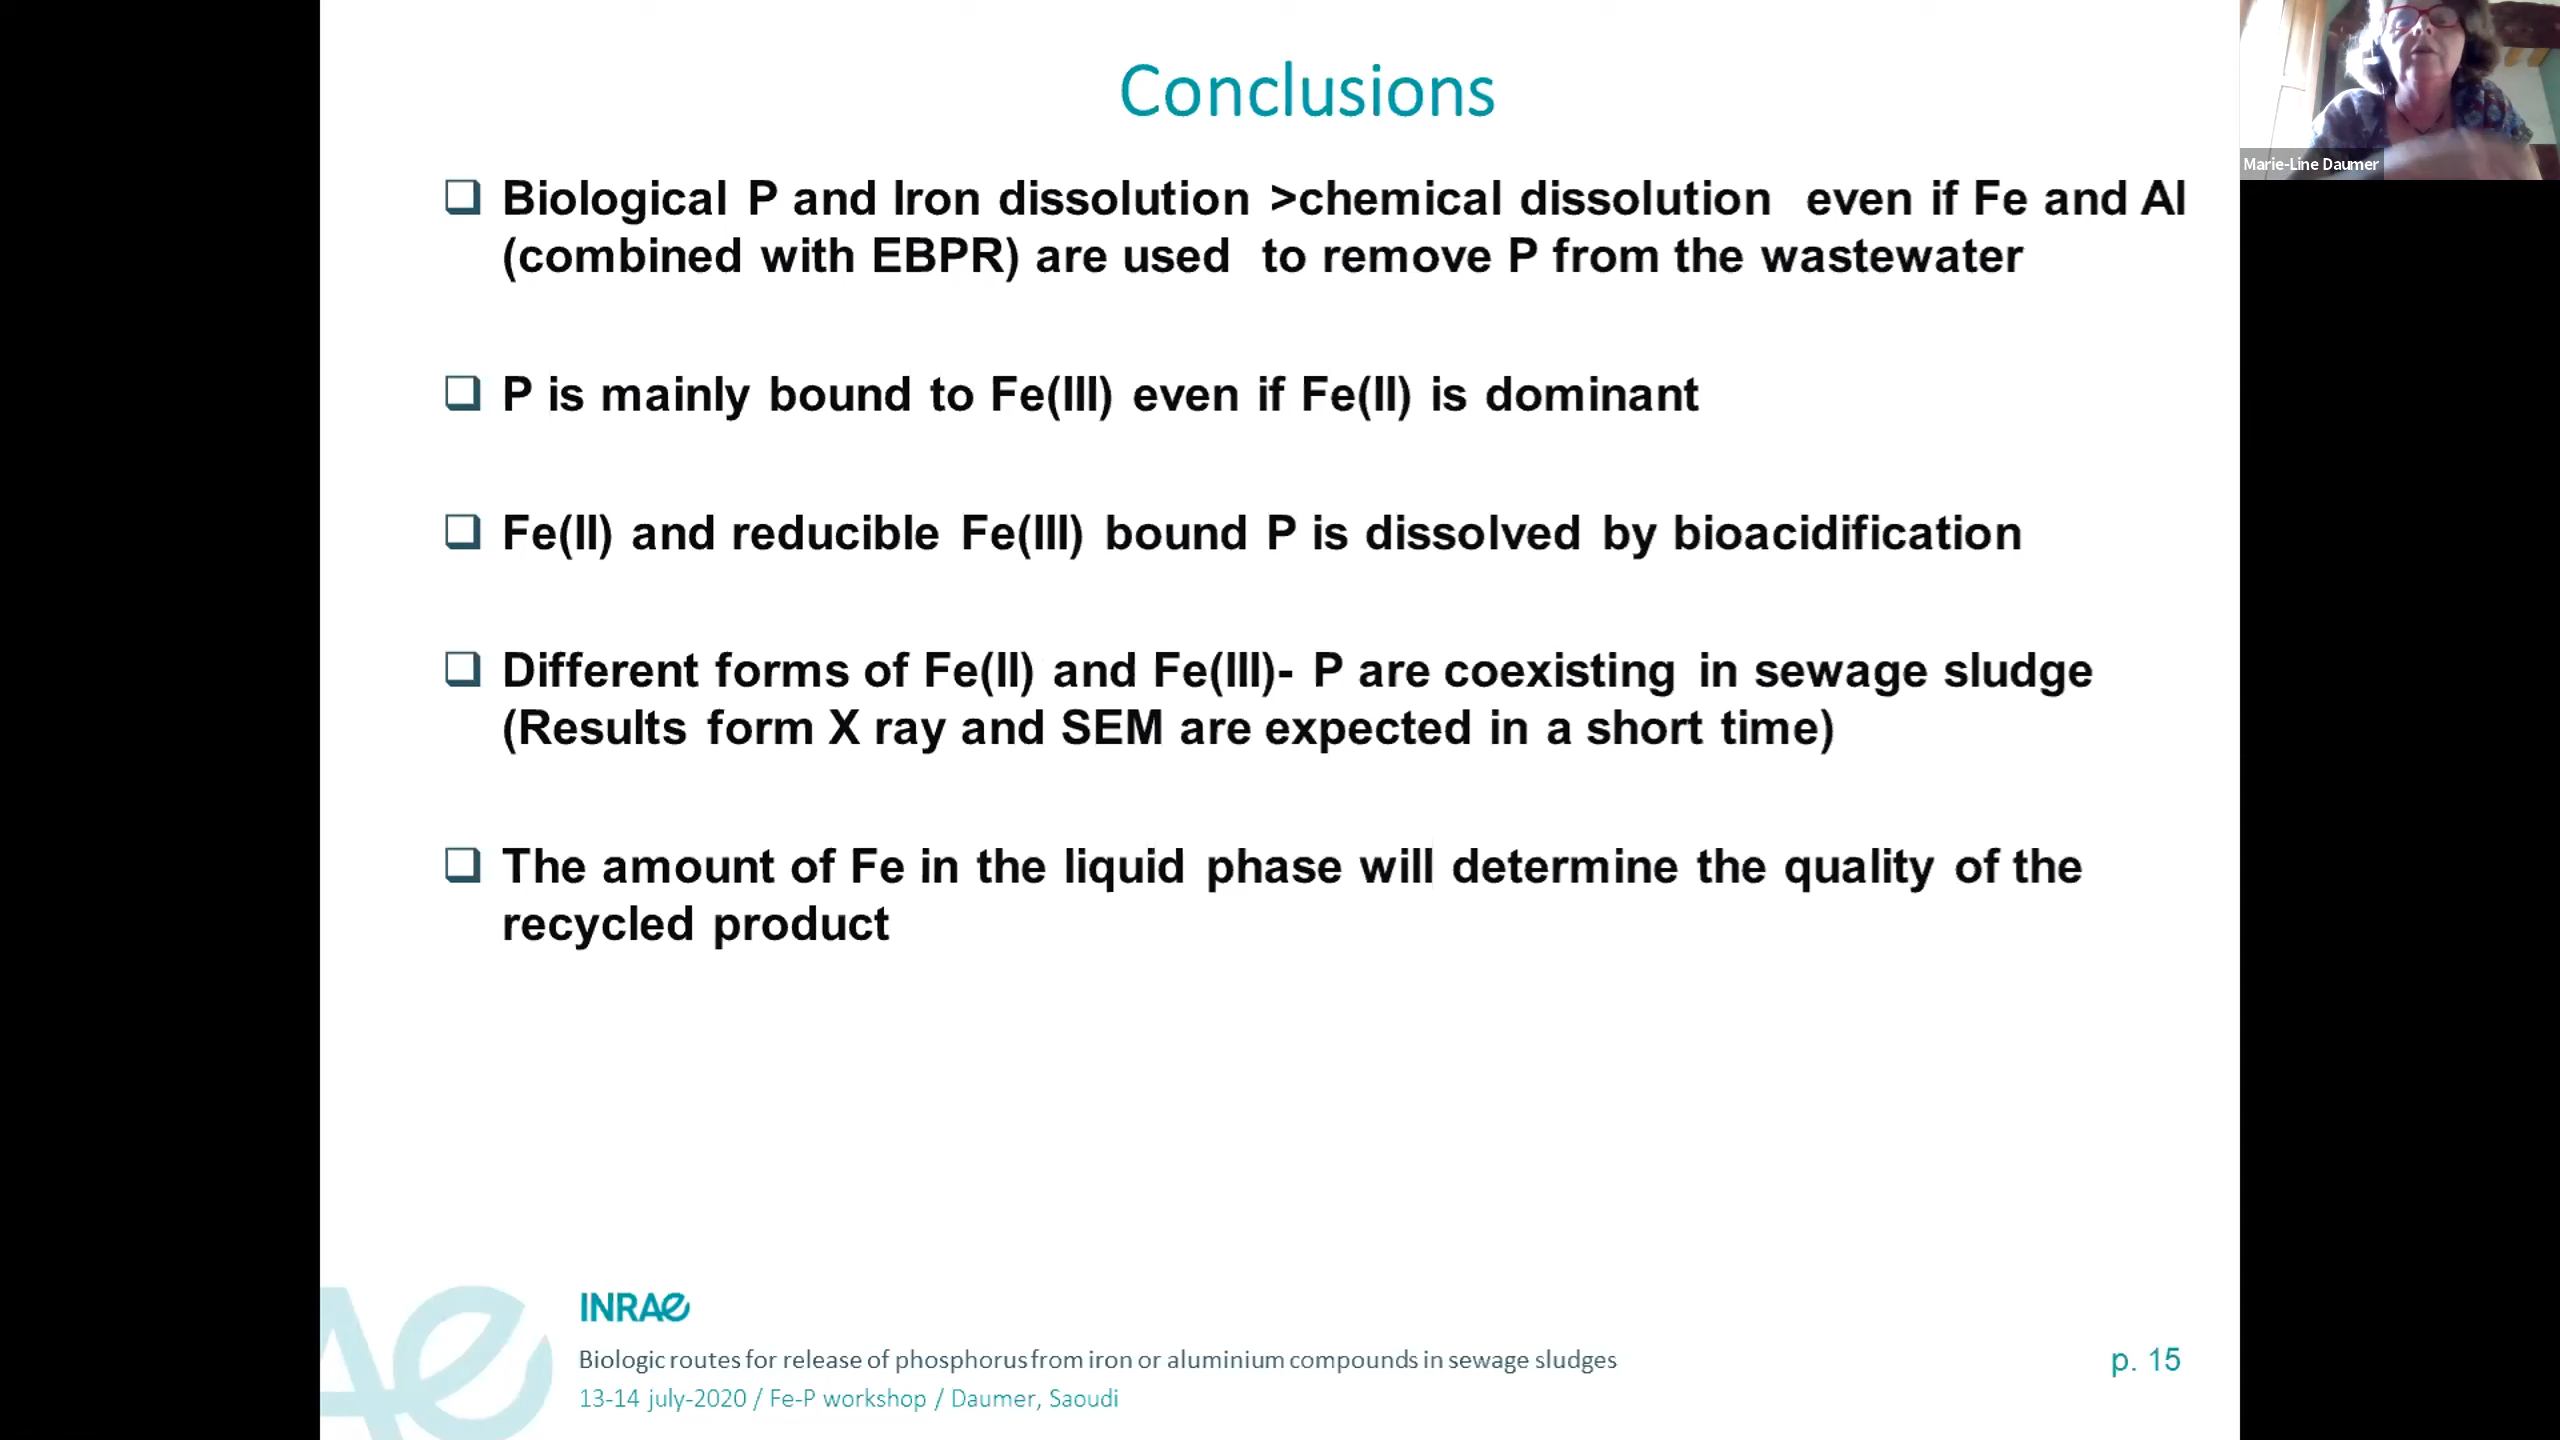 Conclusions
Marie-Line Daumer
❑ Biological P and Iron dissolution >chemical dissolution even if Fe and Al
(combined with EBPR) are used to remove P from the wastewater
❑ P is mainly bound to Fe(III) even if Fe(II) is dominant
❑ Fe(II) and reducible Fe(III) bound P is dissolved by bioacidification
❑ Different forms of Fe(II) and Fe(III)- P are coexisting in sewage sludge
(Results form X ray and SEM are expected in a short time)
❑ The amount of Fe in the liquid phase will determine the quality of the
recycled product
INRAe
Biologic routes for release of phosphorus from iron or aluminium compounds in sewage sludges
p. 15
13-14 july-2020 / Fe-P workshop / Daumer, Saoudi